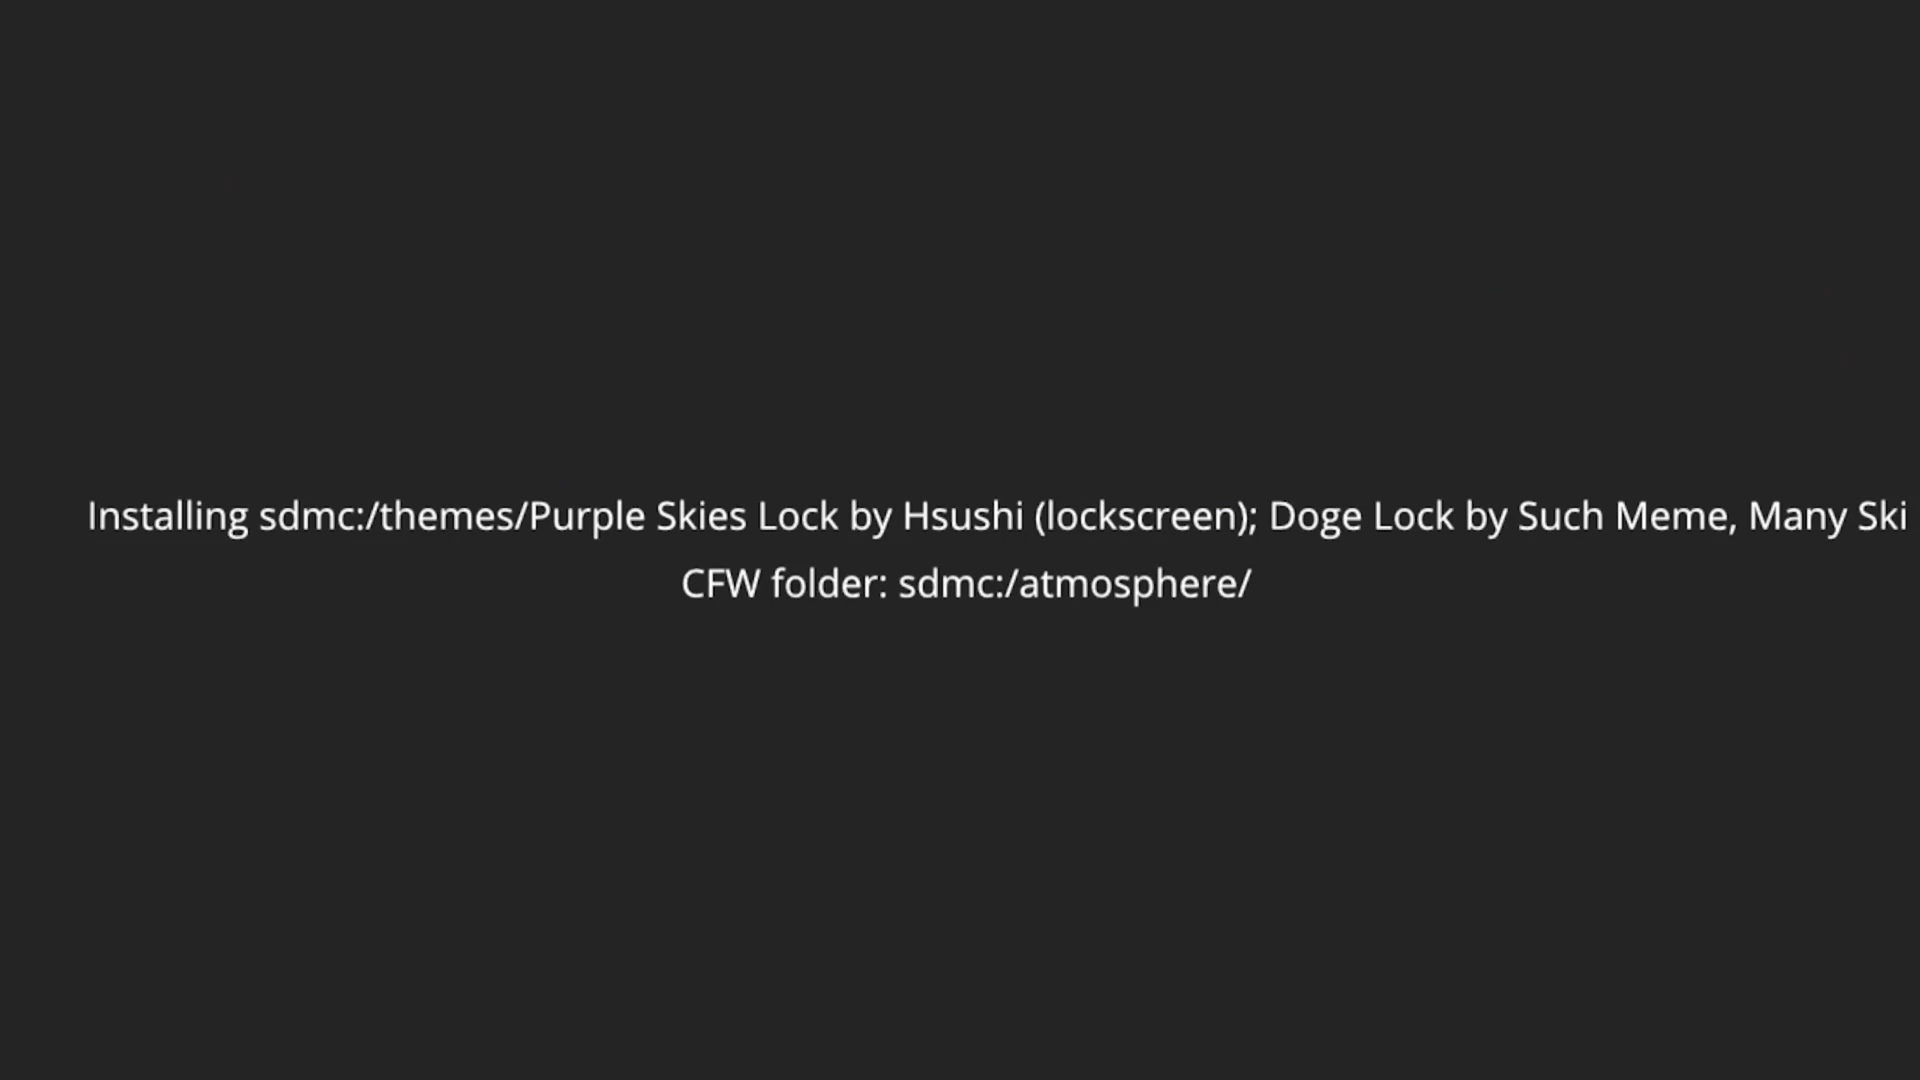 Installing sdmc:/themes/Purple Skies Lock by Hsushi (lockscreen); Doge Lock by Such Meme, Many Ski
CFW folder: sdmc:/atmosphere/